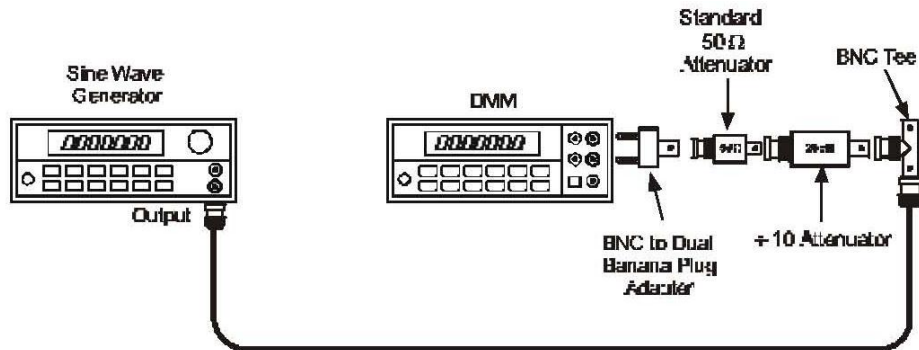 Standard
50Ω
Attenuator
BNC Tee
Sine Wave
Generator
DMM
Output
BNC to Dual
Banana Plug
Adapter
÷ 10 Attenuator